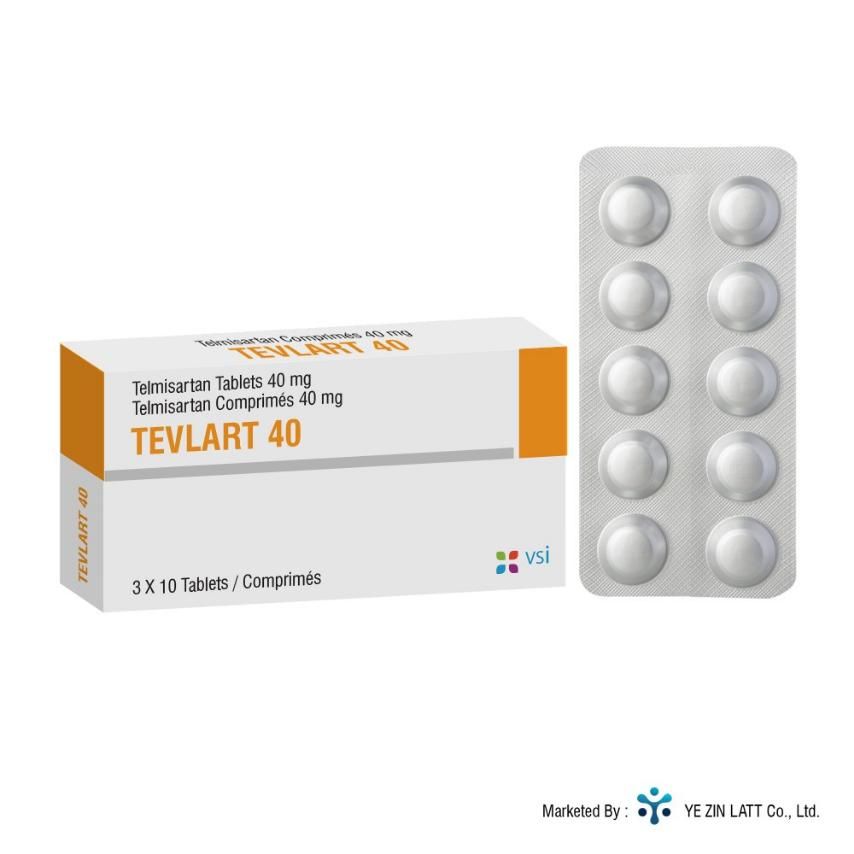 Telmisartan Comprimés 40 mg
TEVLART 40
Telmisartan Tablets 40 mg
Telmisartan Comprimés 40 mg
TEVLART 40
TEVLART 40
3 X 10 Tablets / Comprimés
vsi
Marketed By : YE ZIN LATT Co., Ltd.